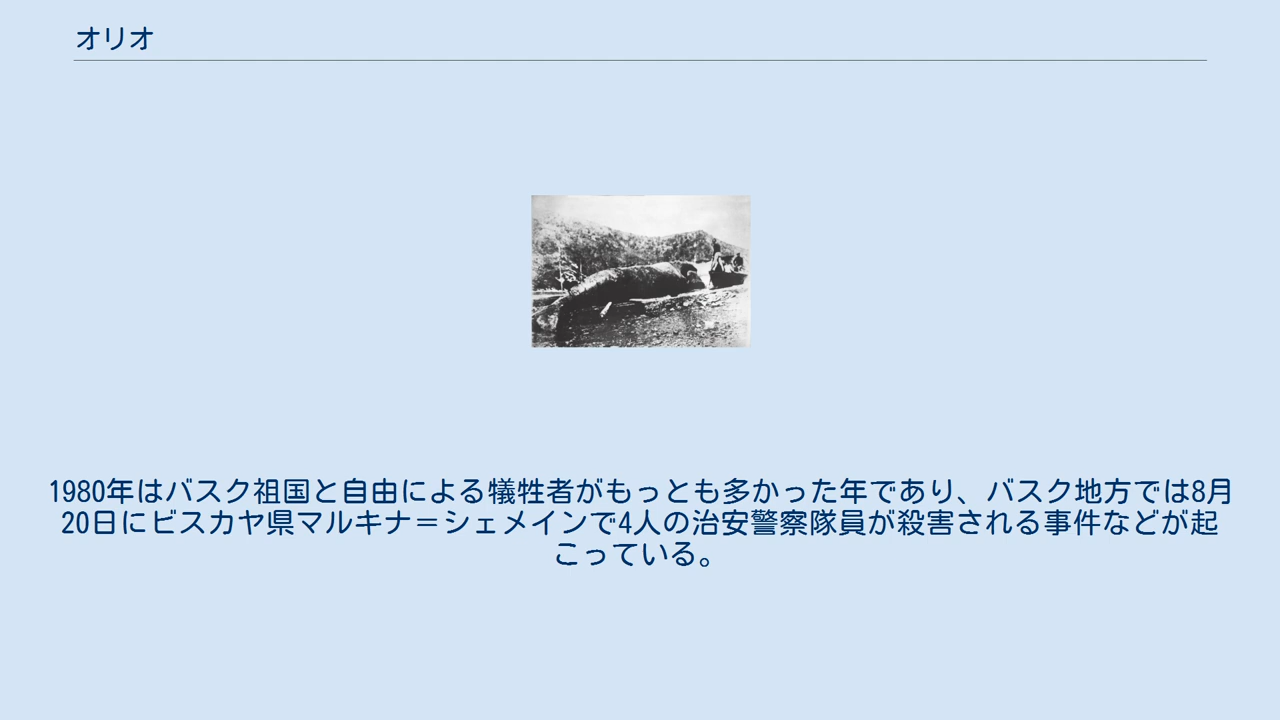 オリオ
1980年はバスク祖国と自由による犠牲者がもっとも多かった年であり、バスク地方では8月
20日にビスカヤ県マルキナ＝シェメインで4人の治安警察隊員が殺害される事件などが起
こっている。